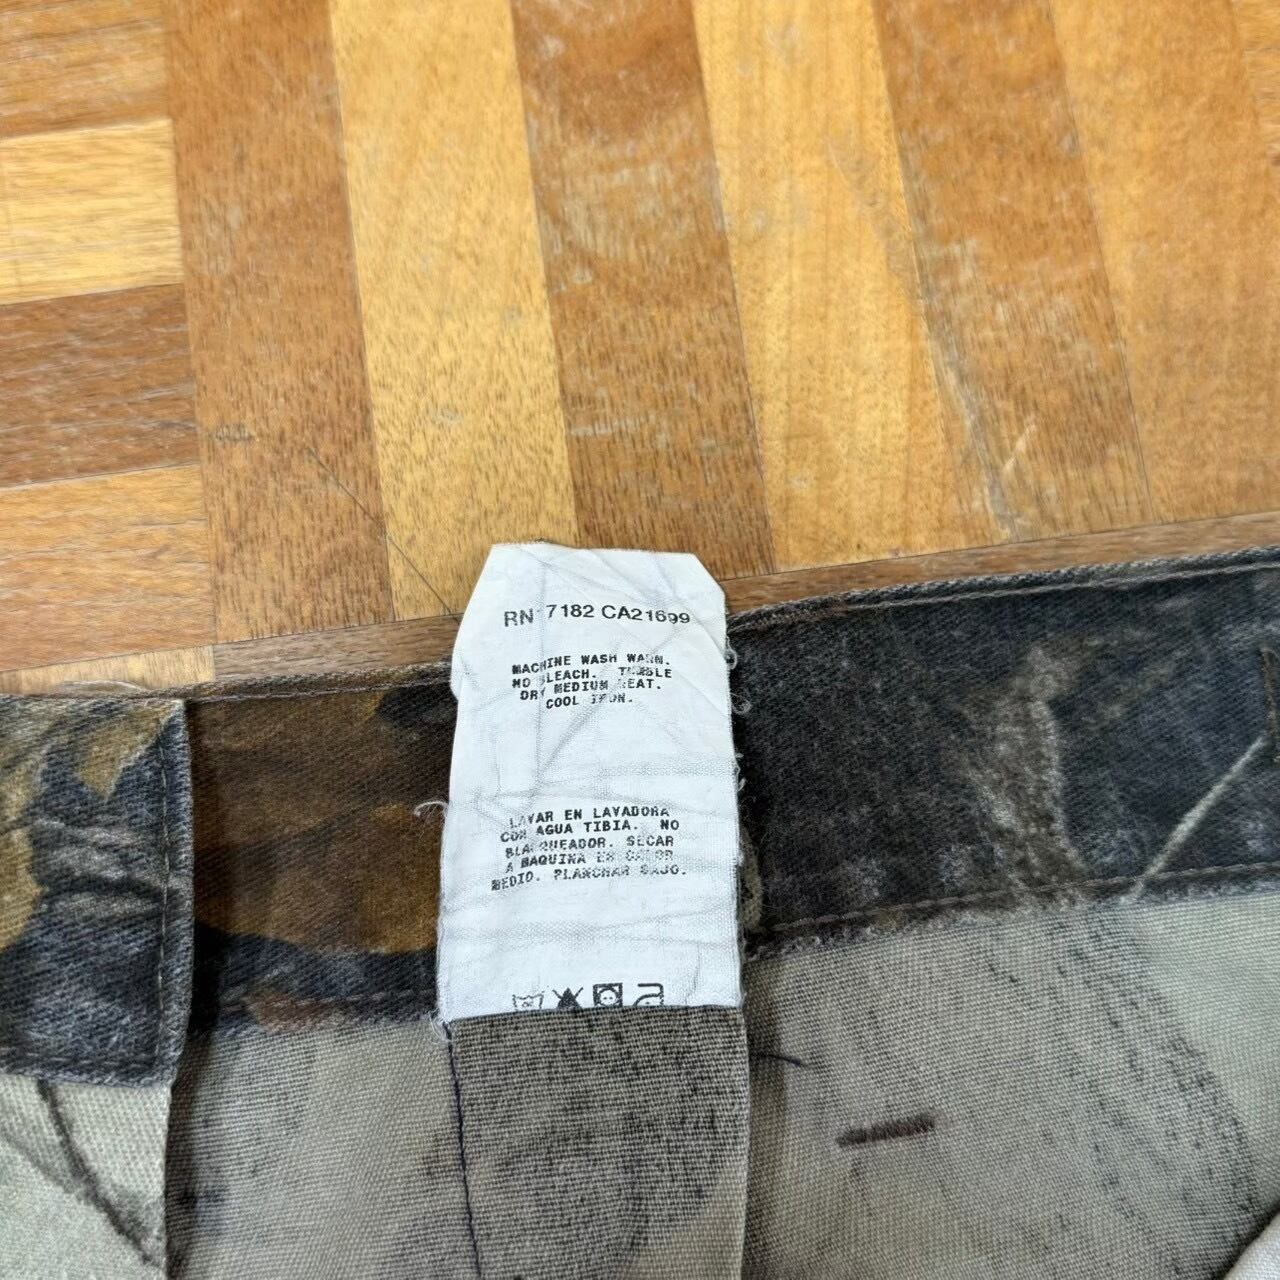 RN 17182 CA21699
MACHINE WASH WARM.
NO BLEACH. TUMBLE
DRY MEDIUM HEAT.
COOL IRON.
LAVAR EN LAVADORA
CON AGUA TIBIA. NO
BLANQUEADOR. SECAR
A MAQUINA EN CALOR
MEDIO. PLANCHAR BAJO.